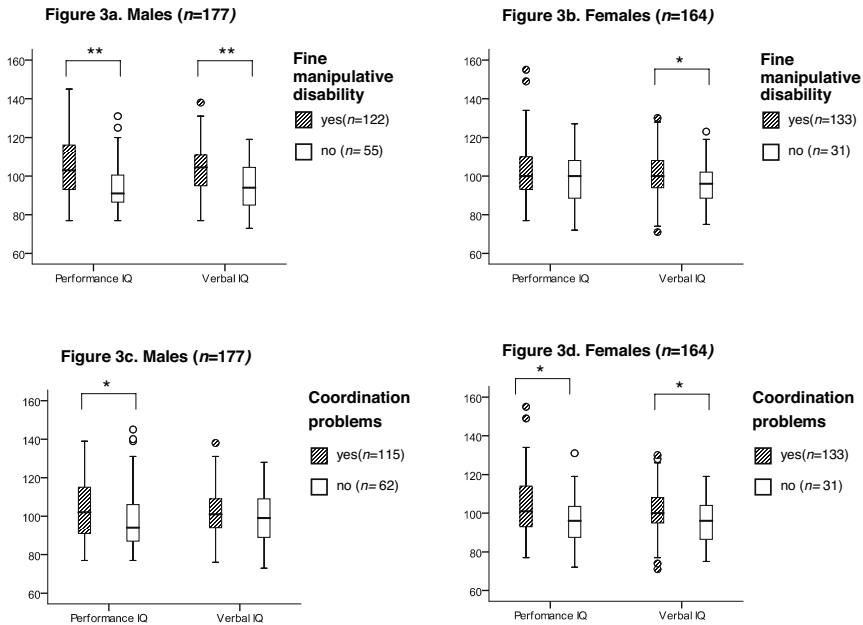 Figure 3a. Males (n=177)
**
**
160
140
120
100
80
60
Performance IQ
Verbal IQ
Fine
manipulative
disability
yes(n=122)
no (n= 55)
Figure 3b. Females (n=164)
*
160
140
120
100
80
60
Performance IQ
Verbal IQ
Fine
manipulative
disability
yes(n=133)
no (n=31)
Figure 3c. Males (n=177)
*
160
140
120
100
80
60
Performance IQ
Verbal IQ
Coordination
problems
yes(n=115)
no (n= 62)
Figure 3d. Females (n=164)
*
*
160
140
120
100
80
60
Performance IQ
Verbal IQ
Coordination
problems
yes(n=133)
no (n=31)